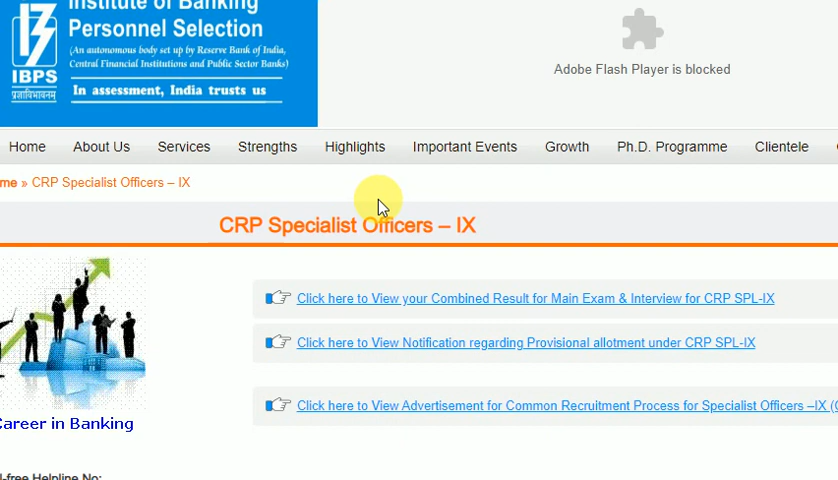 Institute of Banking
Personnel Selection
(An autonomous body set up by Reserve Bank of India,
Central Financial Institutions and Public Sector Banks)
IBPS
In assessment, India trusts us
Adobe Flash Player is blocked
Home About Us Services Strengths Highlights Important Events Growth Ph.D. Programme Clientele
me » CRP Specialist Officers – IX
CRP Specialist Officers – IX
Click here to View your Combined Result for Main Exam & Interview for CRP SPL-IX
Click here to View Notification regarding Provisional allotment under CRP SPL-IX
Click here to View Advertisement for Common Recruitment Process for Specialist Officers –IX (
Career in Banking
l-free Helpline No: